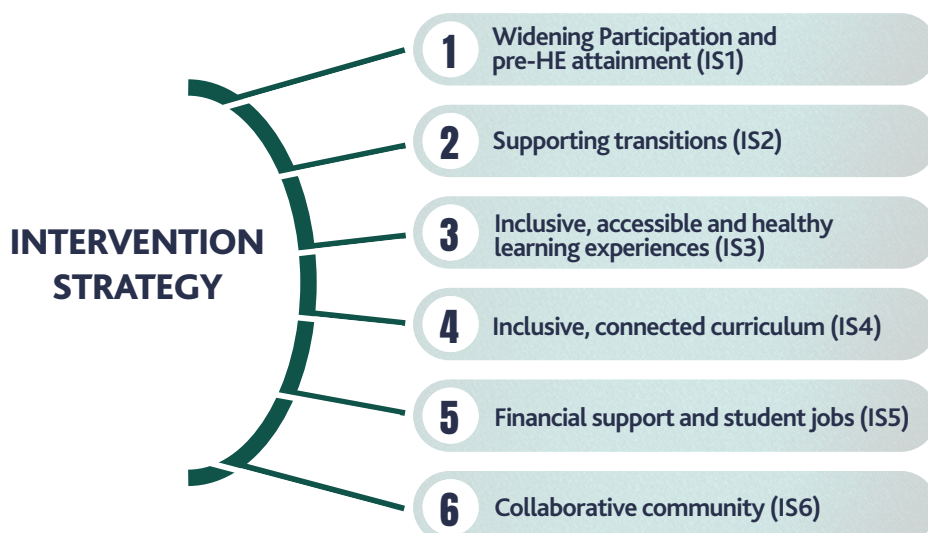 INTERVENTION
STRATEGY
1
Widening Participation and
pre-HE attainment (IS1)
2
Supporting transitions (IS2)
3
Inclusive, accessible and healthy
learning experiences (IS3)
4
Inclusive, connected curriculum (IS4)
5
Financial support and student jobs (IS5)
6
Collaborative community (IS6)